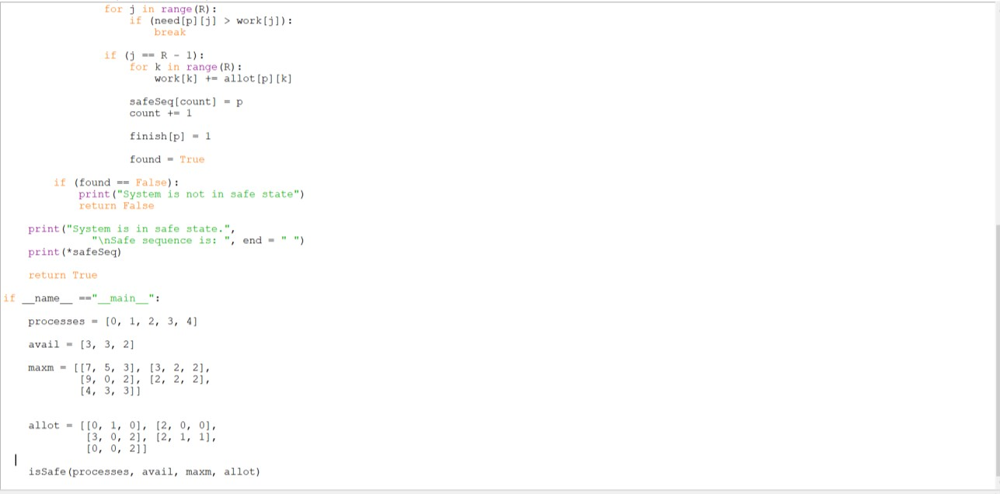 for j in range(R):
if (need[p][j] > work[j]):
break
if (j == R - 1):
for k in range(R):
work[k] += allot[p][k]
safeSeq[count] = p
count += 1
finish[p] = 1
found = True
if (found == False):
print("System is not in safe state")
return False
print("System is in safe state.",
"\nSafe sequence is: ", end = " ")
print(*safeSeq)
return True
if __name__ =="__main__":
processes = [0, 1, 2, 3, 4]
avail = [3, 3, 2]
maxm = [[7, 5, 3], [3, 2, 2],
[9, 0, 2], [2, 2, 2],
[4, 3, 3]]
allot = [[0, 1, 0], [2, 0, 0],
[3, 0, 2], [2, 1, 1],
[0, 0, 2]]
isSafe(processes, avail, maxm, allot)